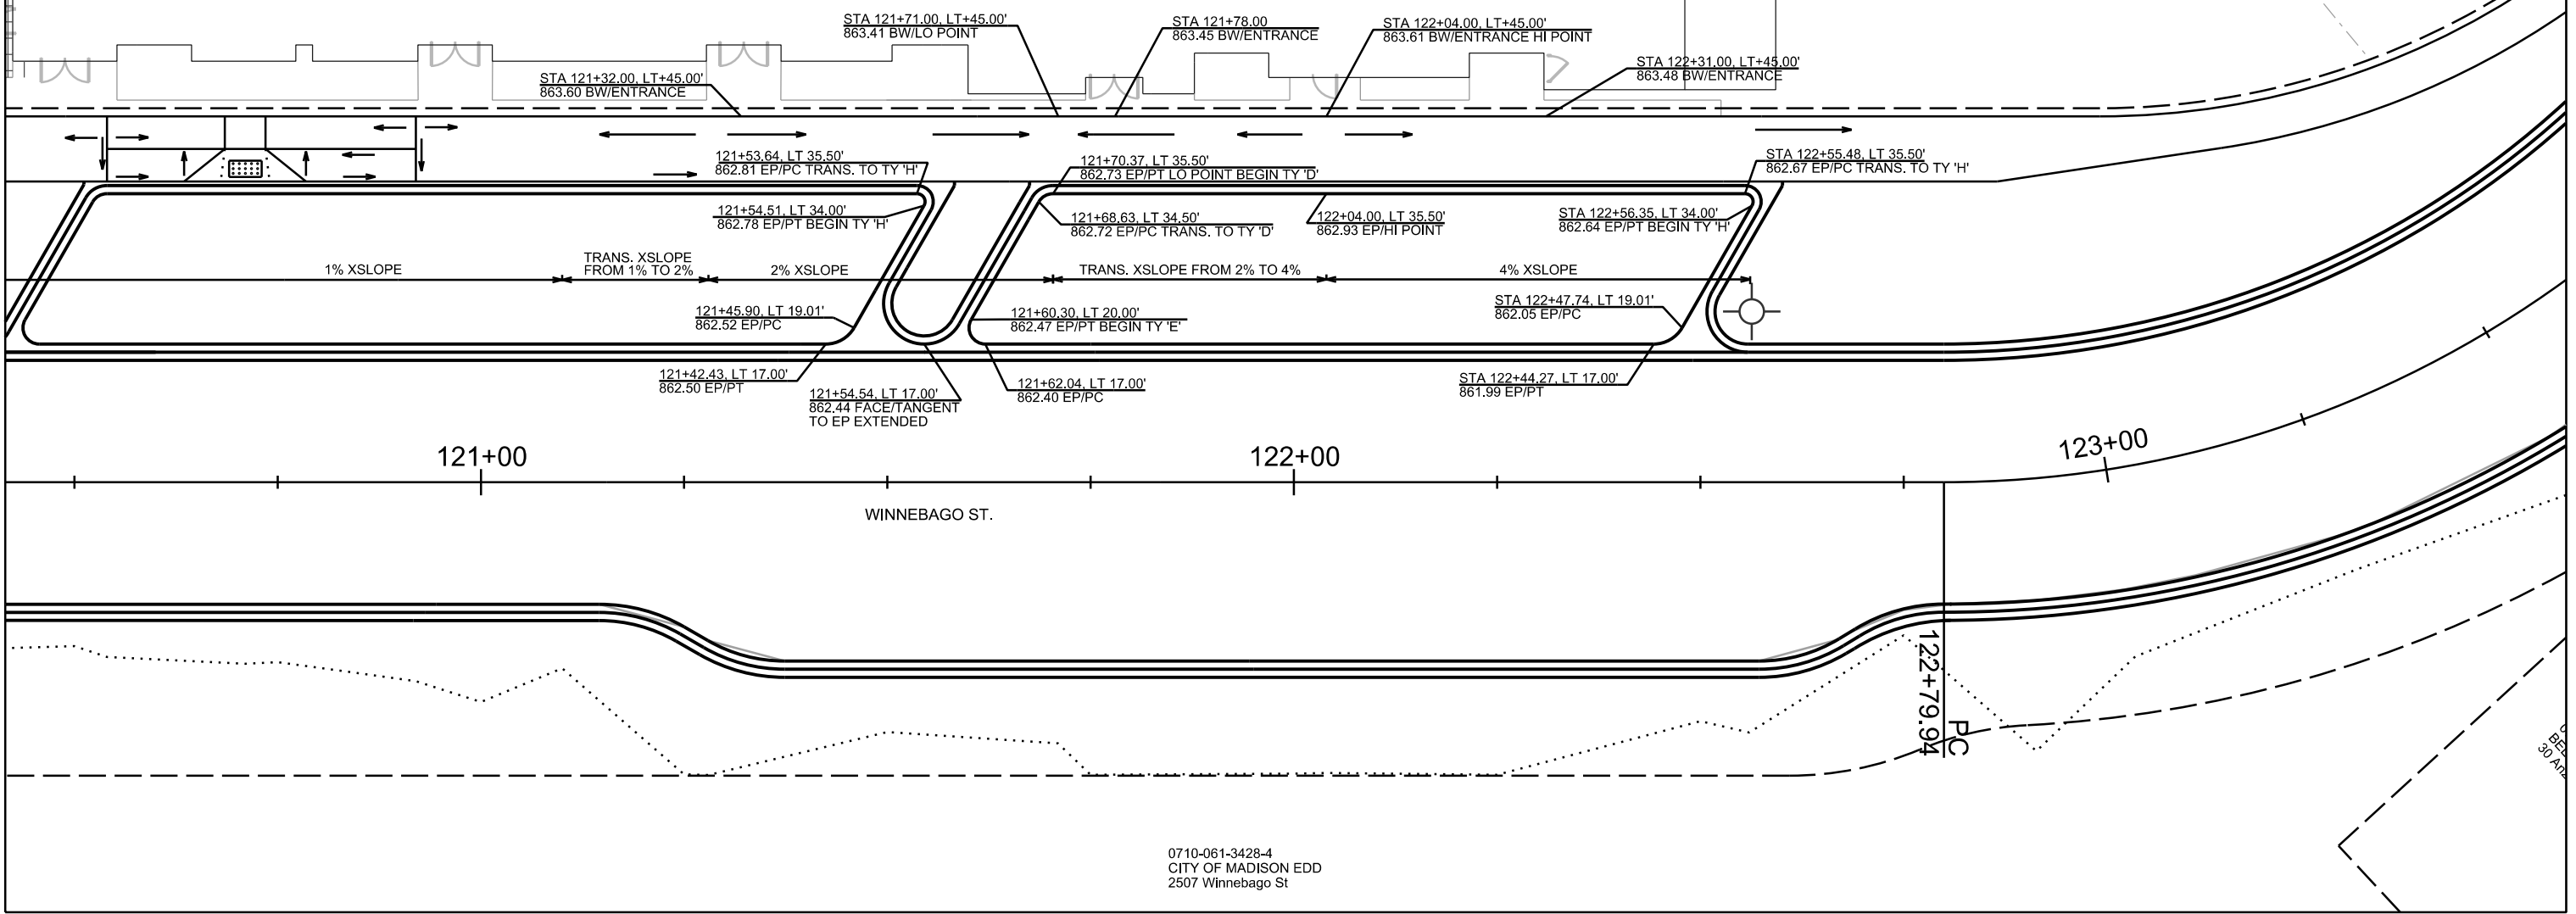 STA 121+71.00, LT+45.00'
863.41 BW/LO POINT
STA 121+78.00
863.45 BW/ENTRANCE
STA 122+04.00, LT+45.00'
863.61 BW/ENTRANCE HI POINT
STA 121+32.00, LT+45.00'
863.60 BW/ENTRANCE
STA 122+31.00, LT+45.00'
863.48 BW/ENTRANCE
121+53.64, LT 35.50'
862.81 EP/PC TRANS. TO TY 'H'
121+70.37, LT 35.50'
862.73 EP/PT LO POINT BEGIN TY 'D'
STA 122+55.48, LT 35.50'
862.67 EP/PC TRANS. TO TY 'H'
121+54.51, LT 34.00'
862.78 EP/PT BEGIN TY 'H'
121+68.63, LT 34.50'
862.72 EP/PC TRANS. TO TY 'D'
122+04.00, LT 35.50'
862.93 EP/HI POINT
STA 122+56.35, LT 34.00'
862.64 EP/PT BEGIN TY 'H'
1% XSLOPE
TRANS. XSLOPE
FROM 1% TO 2%
2% XSLOPE
TRANS. XSLOPE FROM 2% TO 4%
4% XSLOPE
121+45.90, LT 19.01'
862.52 EP/PC
121+60.30, LT 20.00'
862.47 EP/PT BEGIN TY 'E'
STA 122+47.74, LT 19.01'
862.05 EP/PC
121+42.43, LT 17.00'
862.50 EP/PT
121+54.54, LT 17.00'
862.44 FACE/TANGENT
TO EP EXTENDED
121+62.04, LT 17.00'
862.40 EP/PC
STA 122+44.27, LT 17.00'
861.99 EP/PT
121+00
122+00
123+00
WINNEBAGO ST.
122+79.94
PC
0710-061-3428-4
CITY OF MADISON EDD
2507 Winnebago St